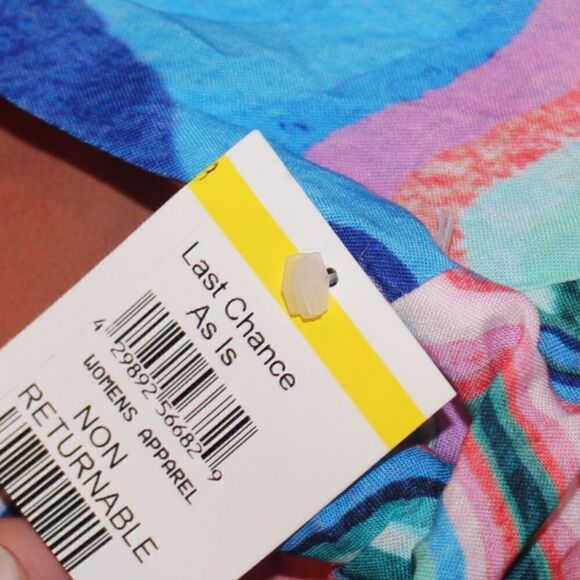 Last Chance
As Is
4 29892 56682 9
WOMENS APPAREL
NON
RETURNABLE